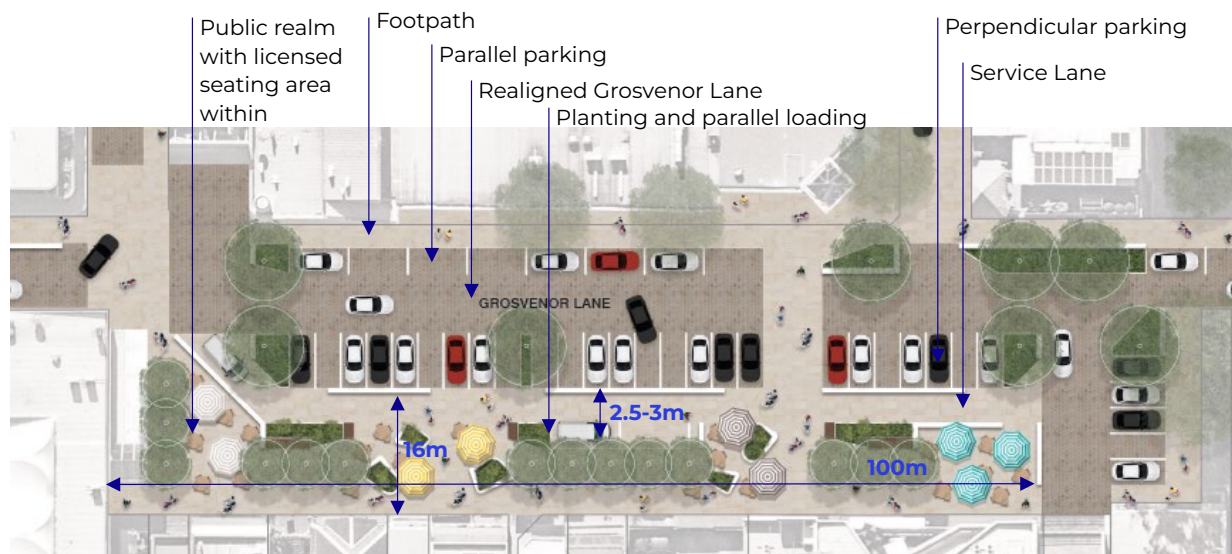 Public realm
with licensed
seating area
within
Footpath
Parallel parking
Realigned Grosvenor Lane
Planting and parallel loading
Perpendicular parking
Service Lane
GROSVENOR LANE
2.5-3m
16m
100m